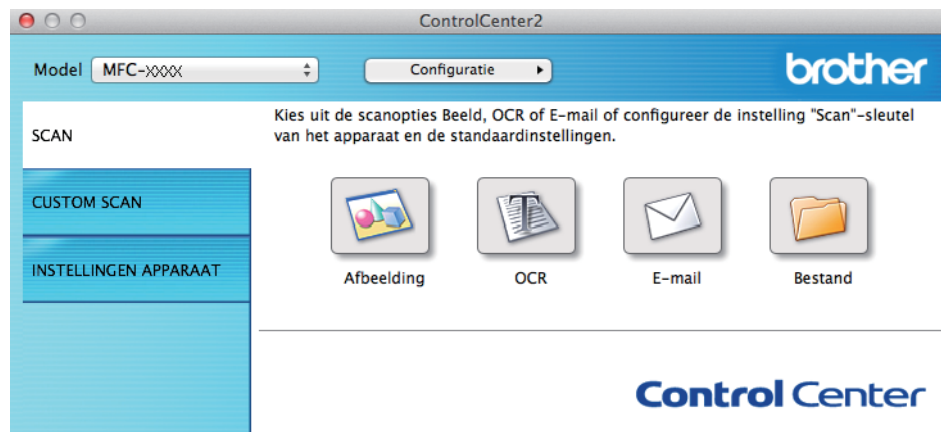 ControlCenter2
Model MFC-XXXX Configuratie brother
Kies uit de scanopties Beeld, OCR of E-mail of configureer de instelling "Scan"-sleutel
van het apparaat en de standaardinstellingen.
SCAN
CUSTOM SCAN
INSTELLINGEN APPARAAT
Afbeelding OCR E-mail Bestand
Control Center